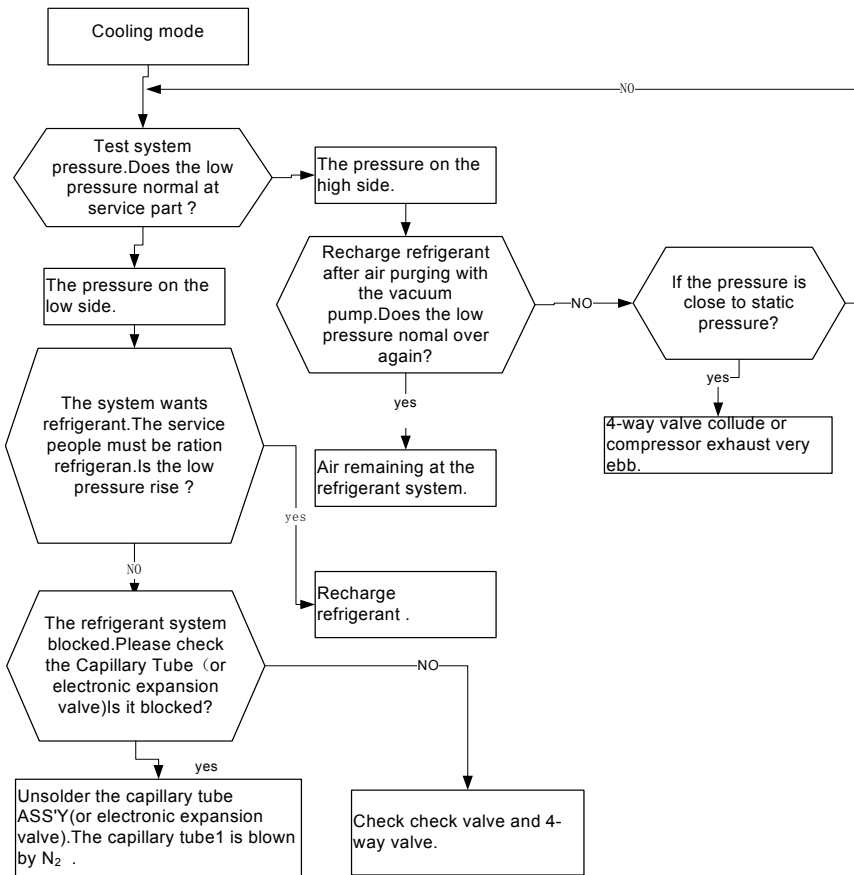 Cooling mode
NO
Test system
pressure.Does the low
pressure normal at
service part ?
The pressure on the
high side.
The pressure on the
low side.
Recharge refrigerant
after air purging with
the vacuum
pump.Does the low
pressure nomal over
again?
NO
If the pressure is
close to static
pressure?
yes
4-way valve collude or
compressor exhaust very
ebb.
yes
Air remaining at the
refrigerant system.
The system wants
refrigerant.The service
people must be ration
refrigeran.Is the low
pressure rise ?
yes
NO
Recharge
refrigerant .
The refrigerant system
blocked.Please check
the Capillary Tube（or
electronic expansion
valve)Is it blocked?
NO
yes
Unsolder the capillary tube
ASS'Y(or electronic expansion
valve).The capillary tube1 is blown
by N₂ .
Check check valve and 4-
way valve.